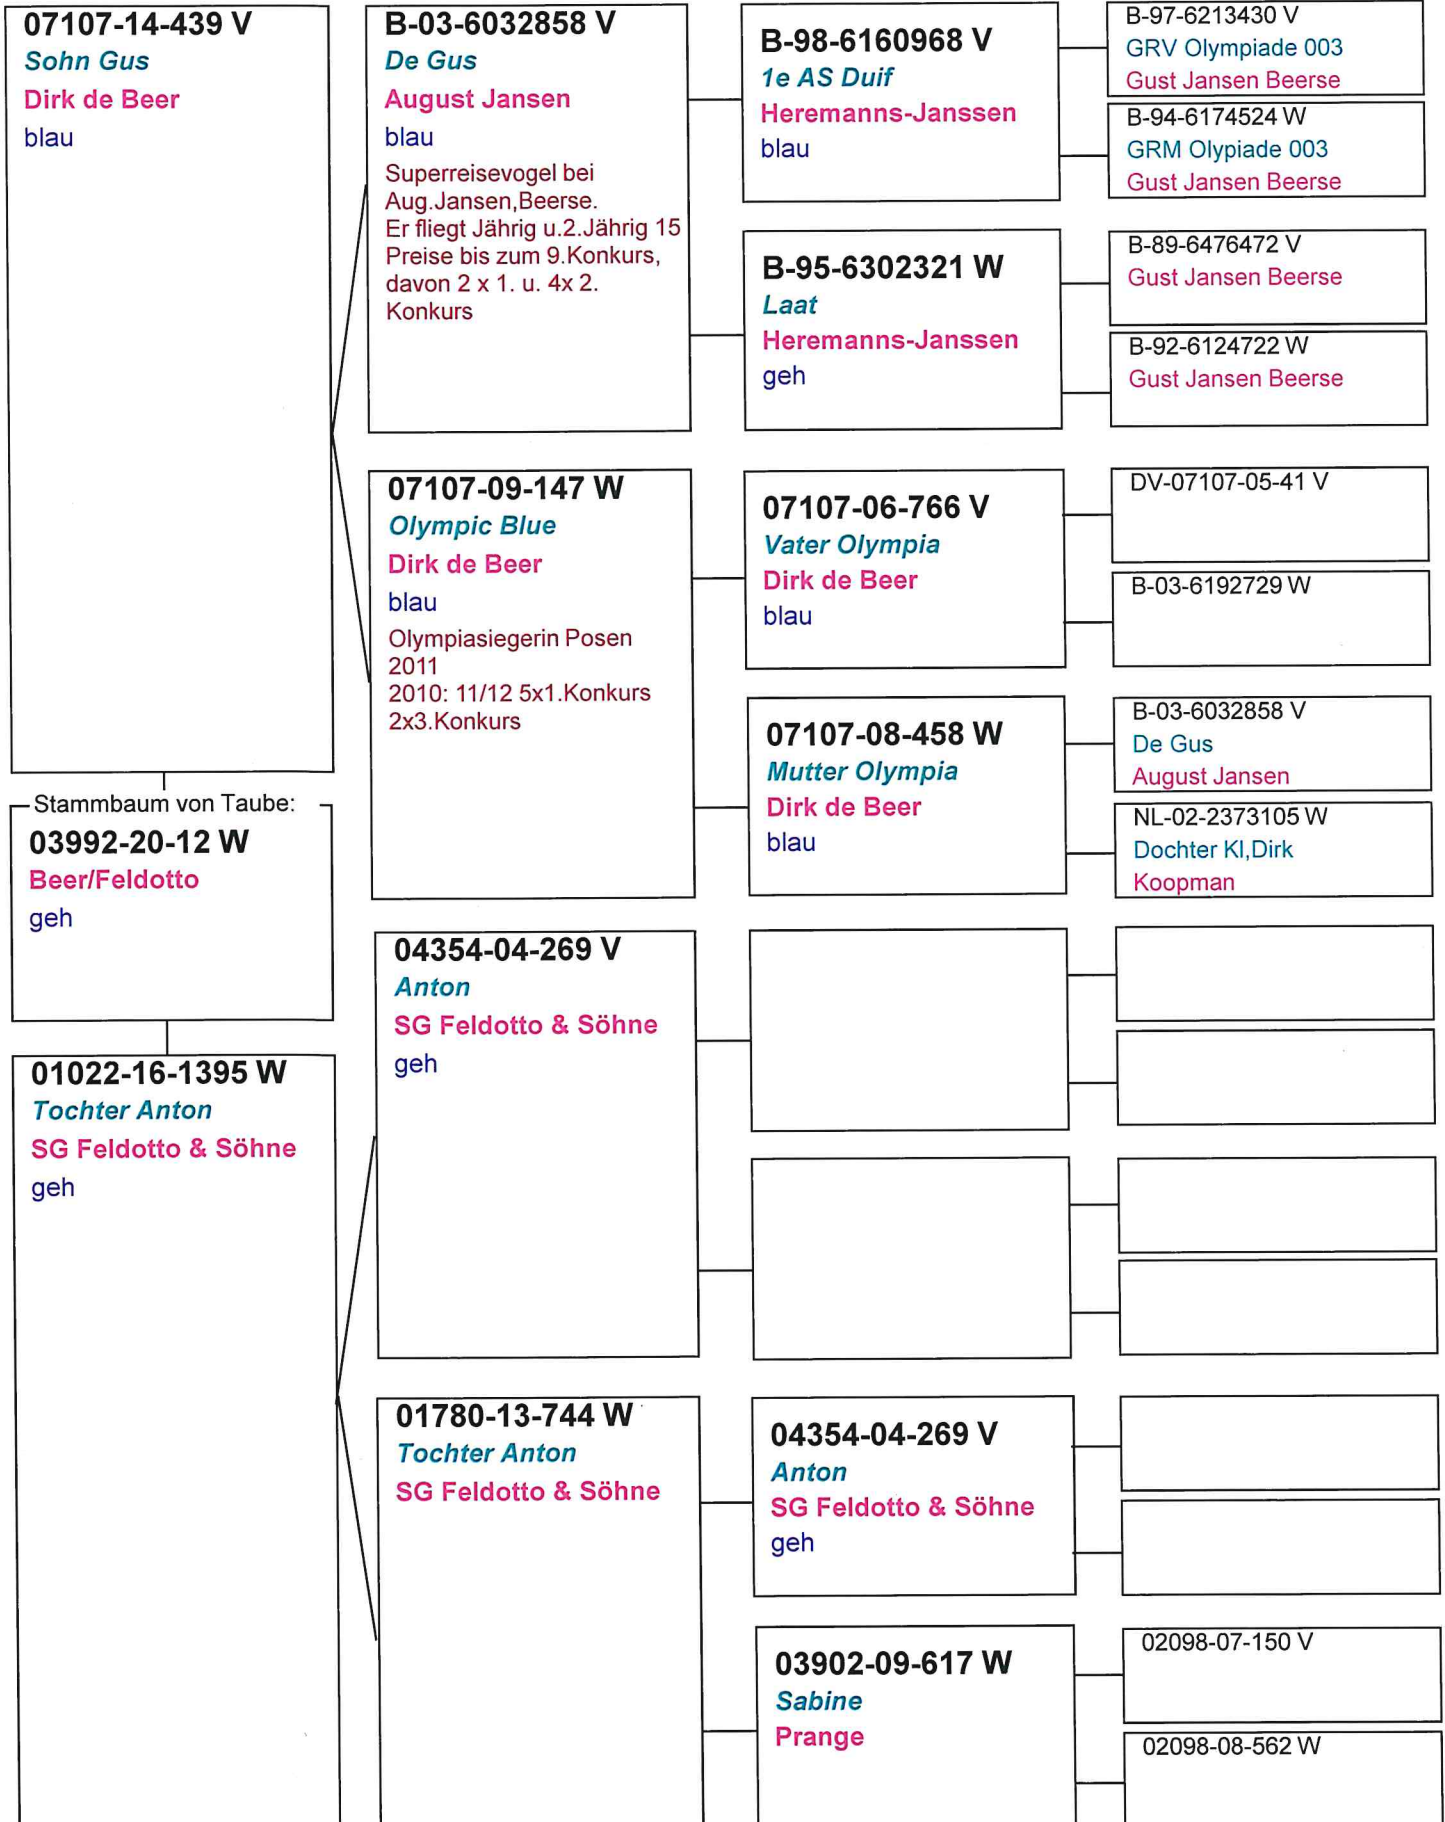 07107-14-439 V
Sohn Gus
Dirk de Beer
blau
Stammbaum von Taube:
03992-20-12 W
Beer/Feldotto
geh
01022-16-1395 W
Tochter Anton
SG Feldotto & Söhne
geh
B-03-6032858 V
De Gus
August Jansen
blau
Superreisevogel bei
Aug.Jansen,Beerse.
Er fliegt Jährig u.2.Jährig 15
Preise bis zum 9.Konkurs,
davon 2 x 1. u. 4x 2.
Konkurs
07107-09-147 W
Olympic Blue
Dirk de Beer
blau
Olympiasiegerin Posen
2011
2010: 11/12 5x1.Konkurs
2x3.Konkurs
04354-04-269 V
Anton
SG Feldotto & Söhne
geh
01780-13-744 W
Tochter Anton
SG Feldotto & Söhne
B-98-6160968 V
1e AS Duif
Heremanns-Janssen
blau
B-95-6302321 W
Laat
Heremanns-Janssen
geh
07107-06-766 V
Vater Olympia
Dirk de Beer
blau
07107-08-458 W
Mutter Olympia
Dirk de Beer
blau
04354-04-269 V
Anton
SG Feldotto & Söhne
geh
03902-09-617 W
Sabine
Prange
B-97-6213430 V
GRV Olympiade 003
Gust Jansen Beerse
B-94-6174524 W
GRM Olypiade 003
Gust Jansen Beerse
B-89-6476472 V
Gust Jansen Beerse
B-92-6124722 W
Gust Jansen Beerse
DV-07107-05-41 V
B-03-6192729 W
B-03-6032858 V
De Gus
August Jansen
NL-02-2373105 W
Dochter Kl,Dirk
Koopman
02098-07-150 V
02098-08-562 W